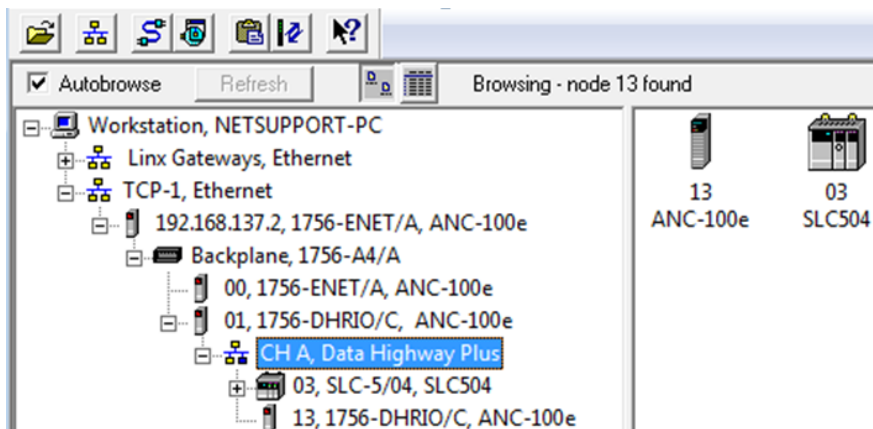 Autobrowse Refresh Browsing - node 13 found
Workstation, NETSUPPORT-PC
Linx Gateways, Ethernet
TCP-1, Ethernet
192.168.137.2, 1756-ENET/A, ANC-100e
Backplane, 1756-A4/A
00, 1756-ENET/A, ANC-100e
01, 1756-DHRIO/C, ANC-100e
CH A, Data Highway Plus
03, SLC-5/04, SLC504
13, 1756-DHRIO/C, ANC-100e
13
ANC-100e
03
SLC504